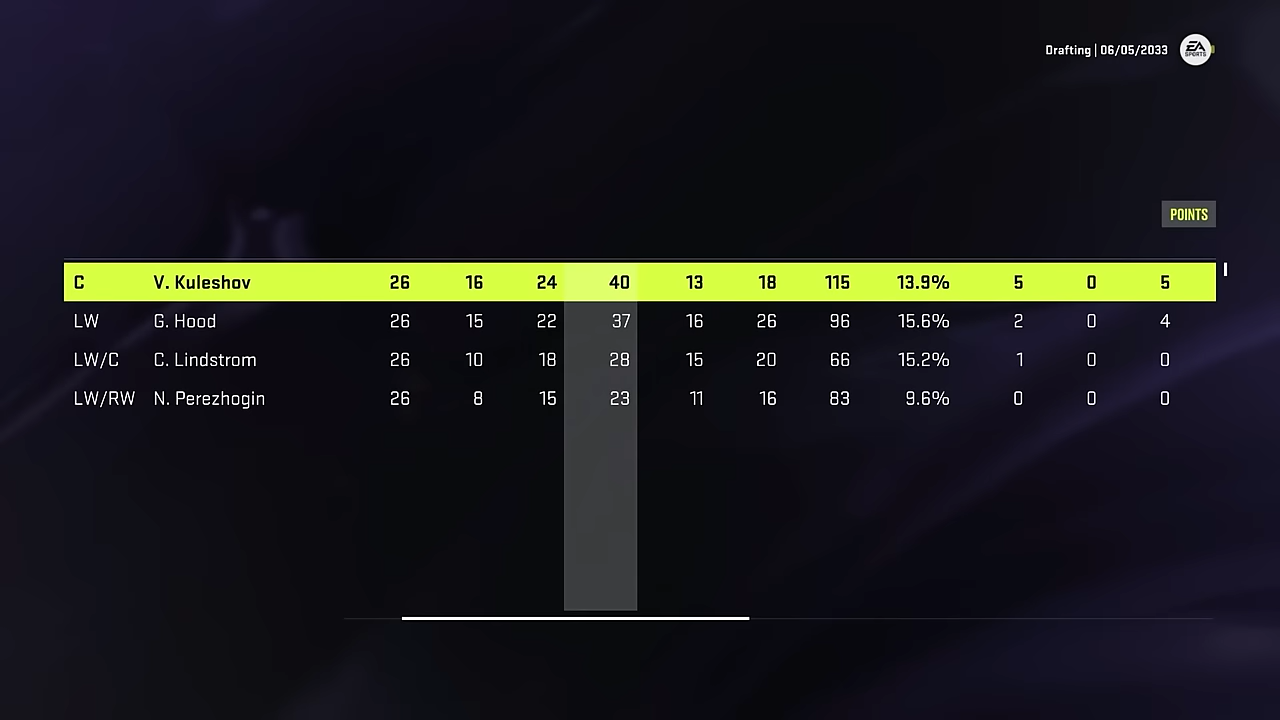 Drafting | 06/05/2033 EA SPORTS
POINTS
C V. Kuleshov 26 16 24 40 13 18 115 13.9% 5 0 5
LW G. Hood 26 15 22 37 16 26 96 15.6% 2 0 4
LW/C C. Lindstrom 26 10 18 28 15 20 66 15.2% 1 0 0
LW/RW N. Perezhogin 26 8 15 23 11 16 83 9.6% 0 0 0